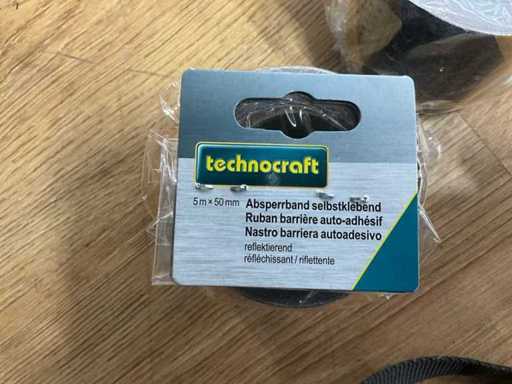 technocraft
5 m × 50 mm Absperrband selbstklebend
Ruban barrière auto-adhésif
Nastro barriera autoadesivo
reflektierend
réfléchissant / riflettente